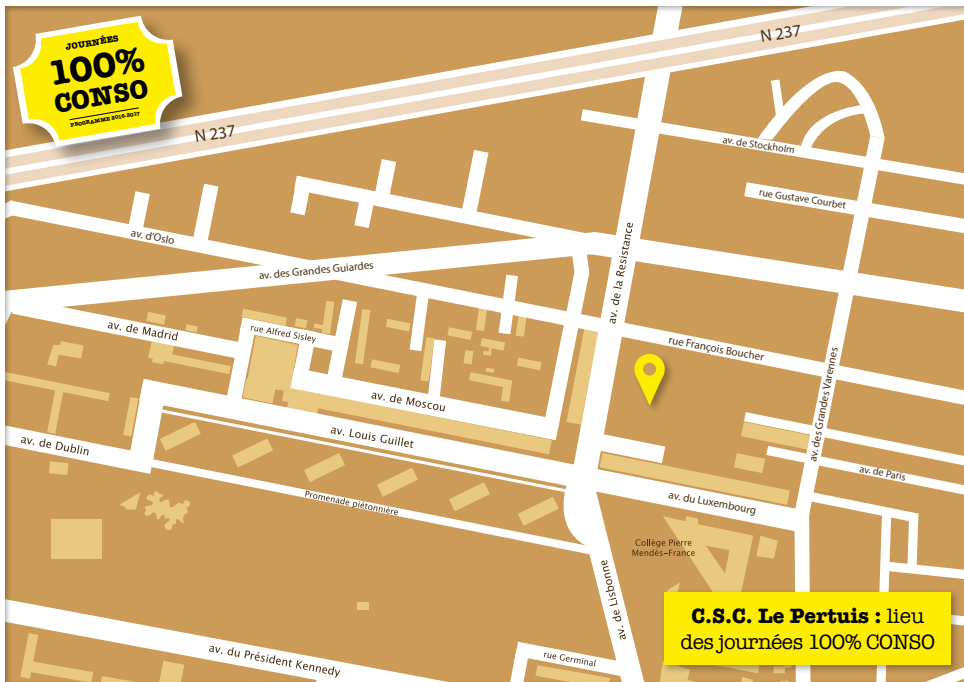 JOURNÉES
100%
CONSO
PROGRAMME 2016-2017
N 237
N 237
av. de Stockholm
rue Gustave Courbet
av. d'Oslo
av. des Grandes Guiardes
av. de la Resistance
av. de Madrid
rue Alfred Sisley
rue François Boucher
av. des Grandes Varennes
av. de Moscou
av. Louis Guillet
av. de Dublin
av. de Paris
Promenade piétonnière
av. du Luxembourg
Collège Pierre
Mendès-France
av. de Lisbonne
C.S.C. Le Pertuis : lieu
des journées 100% CONSO
av. du Président Kennedy
rue Germinal